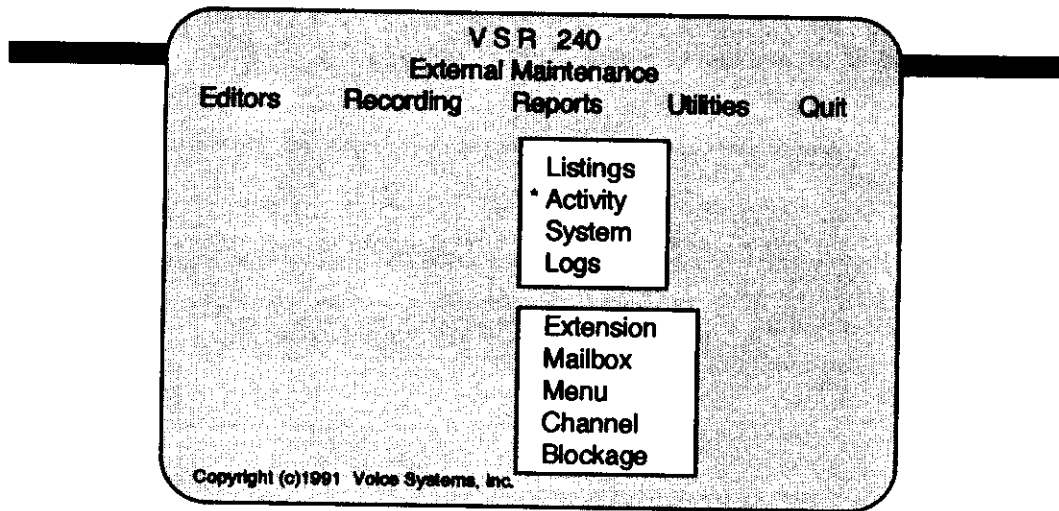 VSR 240
External Maintenance
Editors Recording Reports Utilities Quit
Listings
* Activity
System
Logs
Extension
Mailbox
Menu
Channel
Blockage
Copyright (c)1991 Voice Systems, Inc.